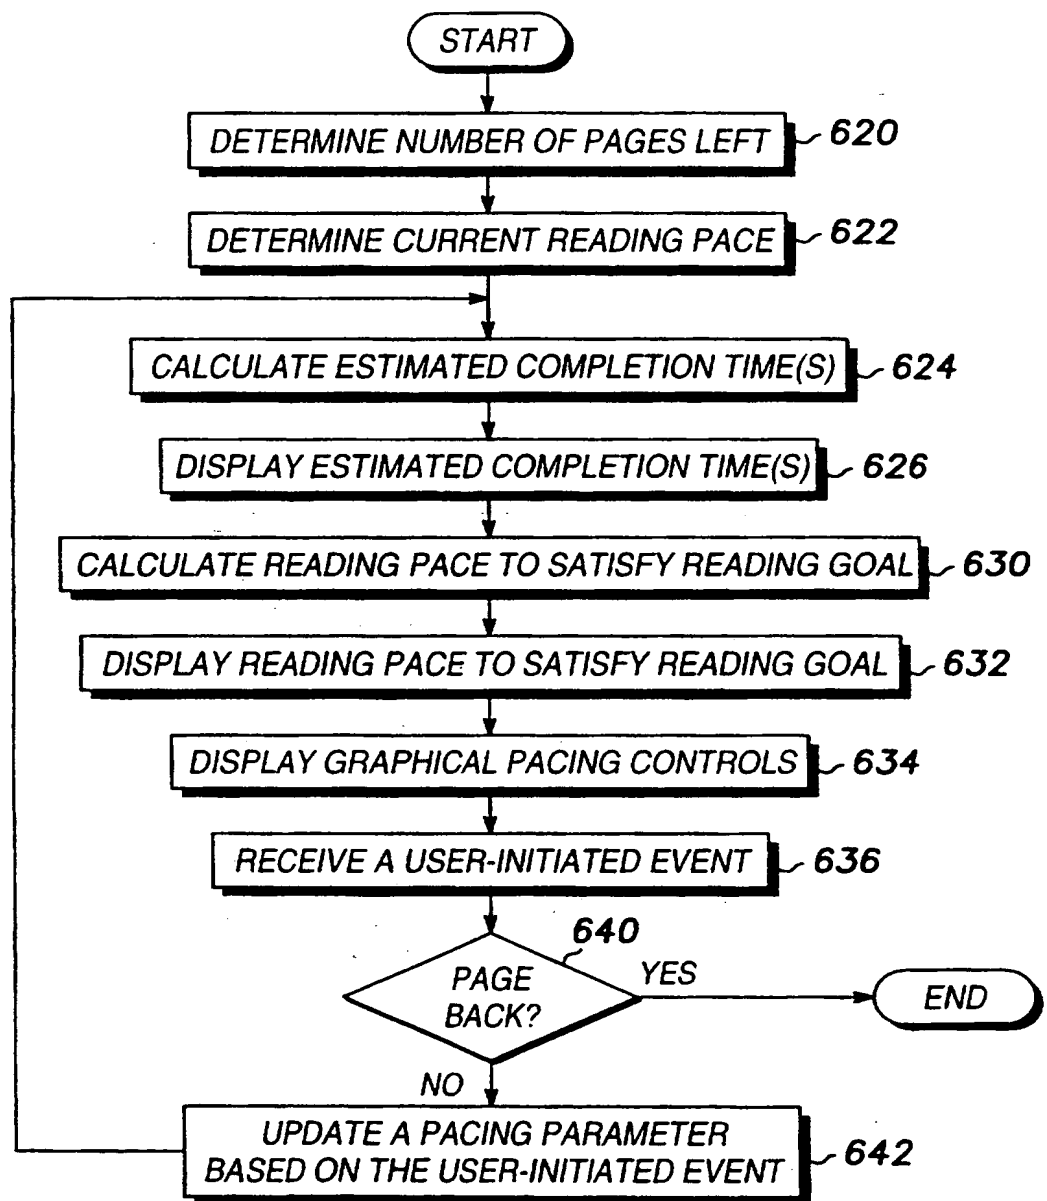 START
DETERMINE NUMBER OF PAGES LEFT 620
DETERMINE CURRENT READING PACE 622
CALCULATE ESTIMATED COMPLETION TIME(S) 624
DISPLAY ESTIMATED COMPLETION TIME(S) 626
CALCULATE READING PACE TO SATISFY READING GOAL 630
DISPLAY READING PACE TO SATISFY READING GOAL 632
DISPLAY GRAPHICAL PACING CONTROLS 634
RECEIVE A USER-INITIATED EVENT 636
640
PAGE
BACK?
YES
END
NO
UPDATE A PACING PARAMETER
BASED ON THE USER-INITIATED EVENT 642